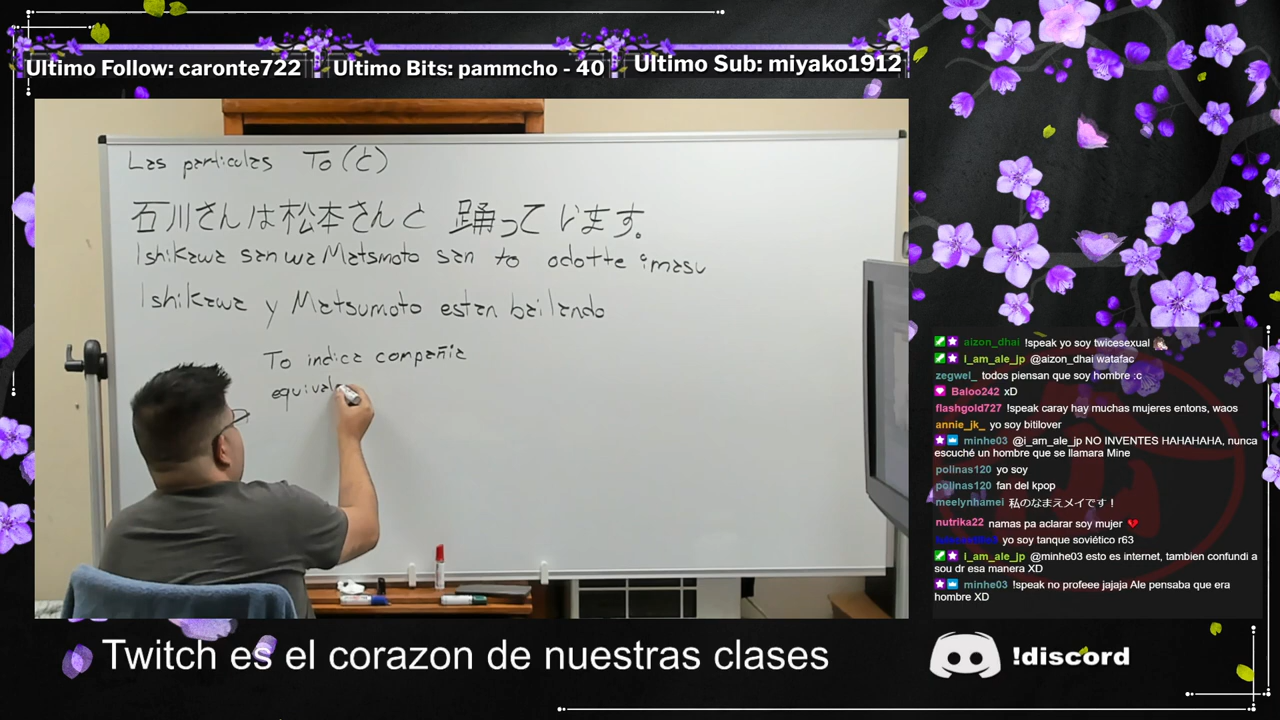 Ultimo Follow: caronte722
Ultimo Bits: pammcho - 40
Ultimo Sub: miyako1912
Las particulas To (と)
石川さんは松本さんと 踊っています。
Ishikawa san wa Matsmoto san to odotte imasu
Ishikawa y Matsumoto estan bailando
To indica compañia
equivale
aizon_dhai !speak yo soy twicesexual
i_am_ale_jp @aizon_dhai watafac
zegwel_ todos piensan que soy hombre :c
Baloo242 xD
flashgold727 !speak caray hay muchas mujeres entons, waos
annie_jk_ yo soy bitilover
minhe03 @i_am_ale_jp NO INVENTES HAHAHAHA, nunca
escuché un hombre que se llamara Mine
polinas120 yo soy
polinas120 fan del kpop
meelynhamei 私のなまえメイです！
nutrika22 namas pa aclarar soy mujer
yo soy tanque soviético r63
i_am_ale_jp @minhe03 esto es internet, tambien confundi a
sou dr esa manera XD
minhe03 !speak no profeee jajaja Ale pensaba que era
hombre XD
Twitch es el corazon de nuestras clases
!discord